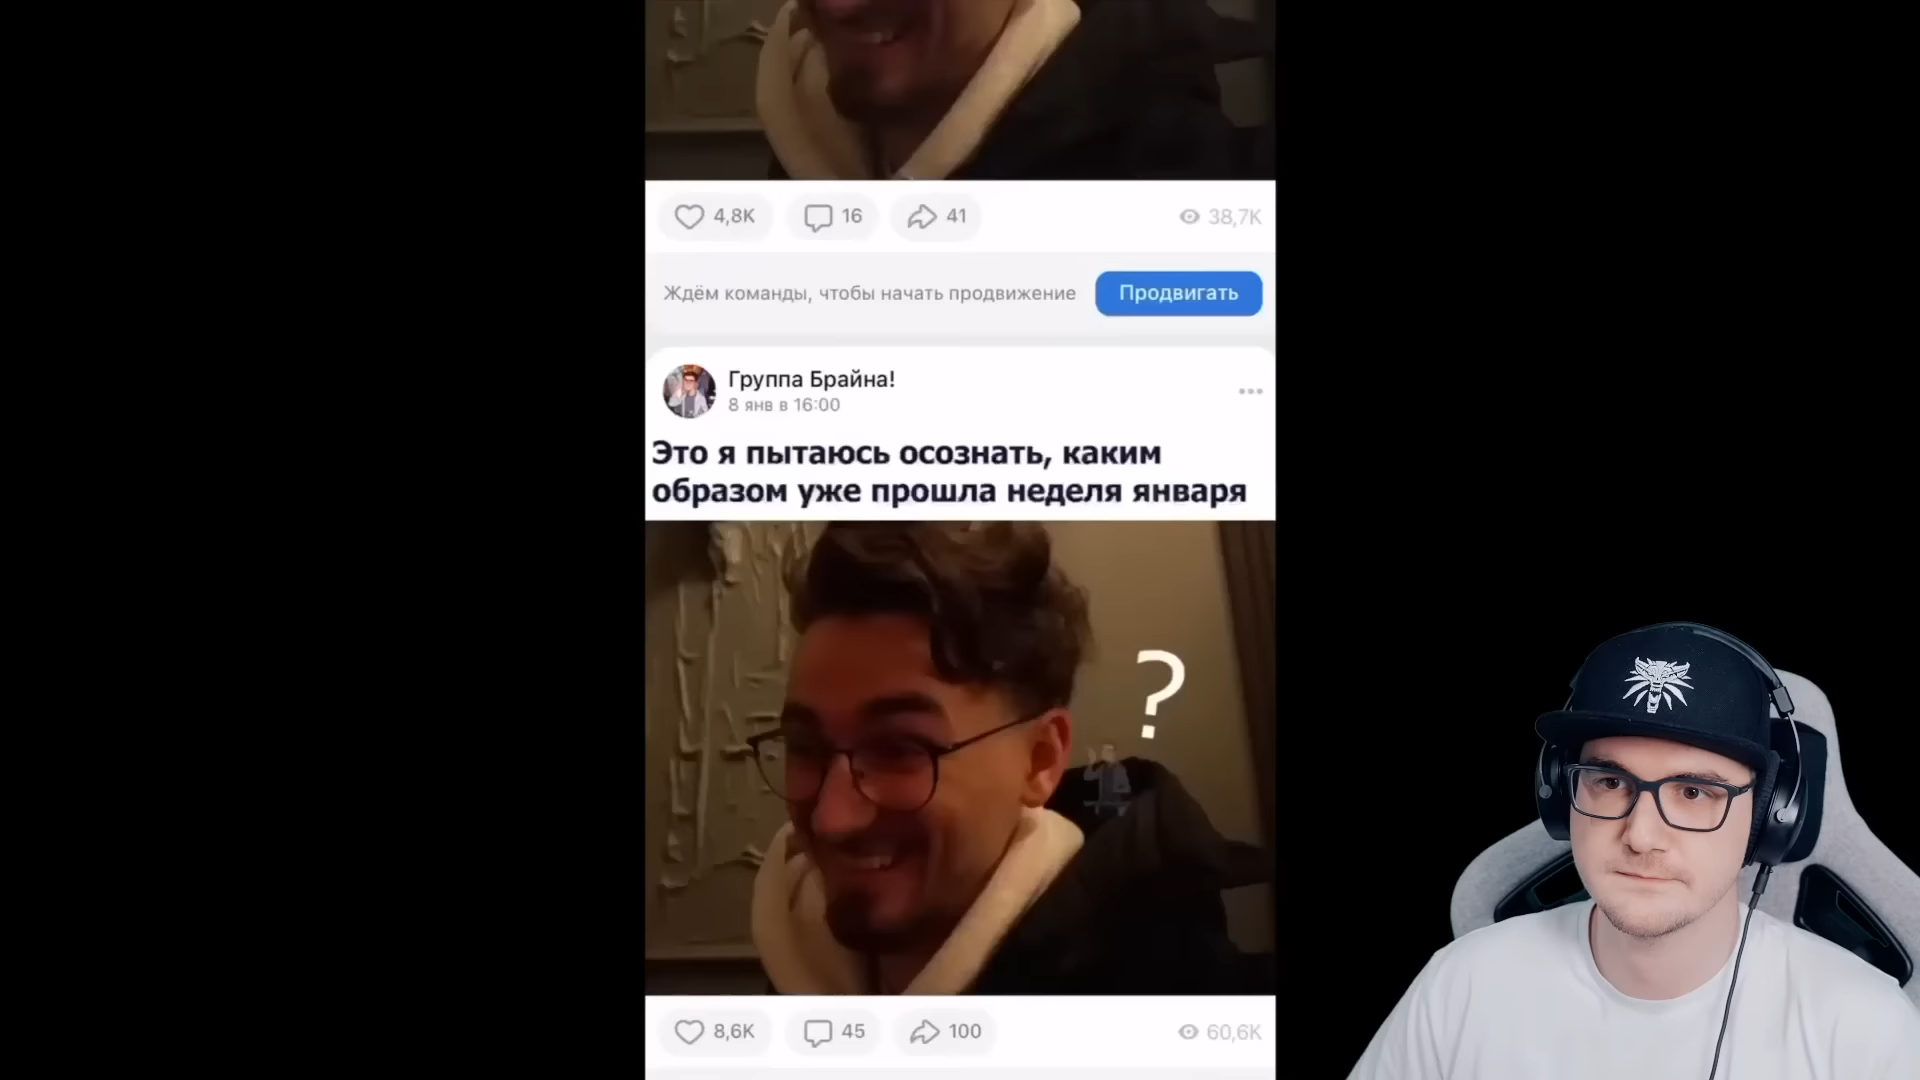 4,8K 16 41 38,7K
Ждём команды, чтобы начать продвижение Продвигать
Группа Брайна!
8 янв в 16:00
Это я пытаюсь осознать, каким
образом уже прошла неделя января
?
8,6K 45 100 60,6K